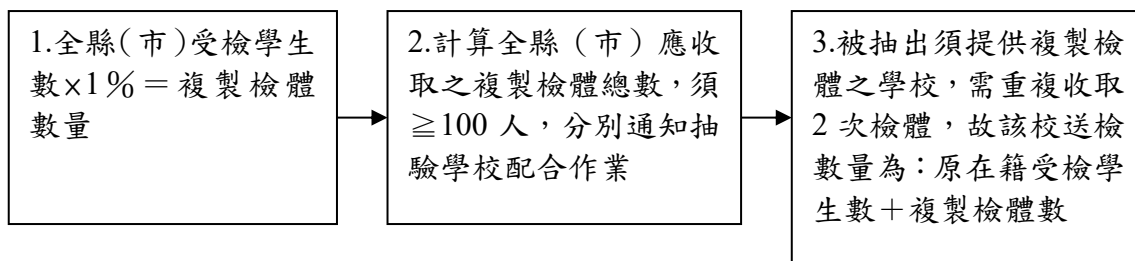 1.全縣(市)受檢學生
數×1%=複製檢體
數量
2.計算全縣（市）應收
取之複製檢體總數，須
≧100 人，分別通知抽
驗學校配合作業
3.被抽出須提供複製檢
體之學校，需重複收取
2 次檢體，故該校送檢
數量為：原在籍受檢學
生數＋複製檢體數